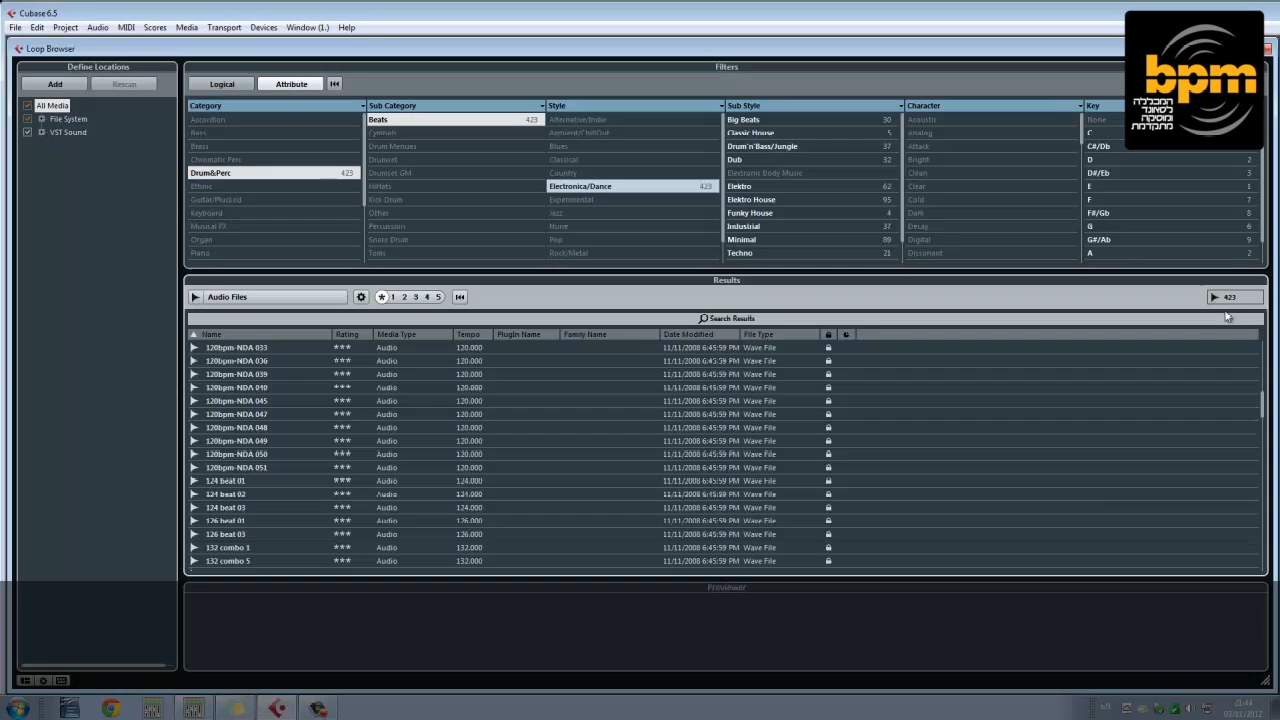 Cubase 6.5
File Edit Project Audio MIDI Scores Media Transport Devices Window (1.) Help
Loop Browser
bpm
המכללה
לסאונד
ומוסיקה
מתקדמת
Define Locations
Add Rescan
All Media
File System
VST Sound
Filters
Logical Attribute
Category Sub Category Style Sub Style Character Key
Accordion Beats 423 Alternative/Indie Big Beats 30 Acoustic None
Bass Cymbals Ambient/ChillOut Classic House 5 Analog C
Brass Drum Menues Blues Drum'n'Bass/Jungle 37 Attack C#/Db
Chromatic Perc Drumset Classical Dub 32 Bright D 2
Drum&Perc 423 Drumset GM Country Electronic Body Music Clean D#/Eb 3
Ethnic HiHats Electronica/Dance 423 Elektro 62 Clear E 1
Guitar/Plucked Kick Drum Experimental Elektro House 95 Cold F 7
Keyboard Other Jazz Funky House 4 Dark F#/Gb 8
Musical FX Percussion None Industrial 37 Decay G 6
Organ Snare Drum Pop Minimal 89 Digital G#/Ab 9
Piano Toms Rock/Metal Techno 21 Dissonant A 2
Results
Audio Files 1 2 3 4 5 423
Search Results
Name Rating Media Type Tempo PlugIn Name Family Name Date Modified File Type
120bpm-NDA 033 *** Audio 120.000 11/11/2008 6:45:59 PM Wave File
120bpm-NDA 036 *** Audio 120.000 11/11/2008 6:45:59 PM Wave File
120bpm-NDA 039 *** Audio 120.000 11/11/2008 6:45:59 PM Wave File
120bpm-NDA 040 *** Audio 120.000 11/11/2008 6:45:59 PM Wave File
120bpm-NDA 045 *** Audio 120.000 11/11/2008 6:45:59 PM Wave File
120bpm-NDA 047 *** Audio 120.000 11/11/2008 6:45:59 PM Wave File
120bpm-NDA 048 *** Audio 120.000 11/11/2008 6:45:59 PM Wave File
120bpm-NDA 049 *** Audio 120.000 11/11/2008 6:45:59 PM Wave File
120bpm-NDA 050 *** Audio 120.000 11/11/2008 6:45:59 PM Wave File
120bpm-NDA 051 *** Audio 120.000 11/11/2008 6:45:59 PM Wave File
124 beat 01 *** Audio 124.000 11/11/2008 6:45:59 PM Wave File
124 beat 02 *** Audio 124.000 11/11/2008 6:45:59 PM Wave File
124 beat 03 *** Audio 124.000 11/11/2008 6:45:59 PM Wave File
126 beat 01 *** Audio 126.000 11/11/2008 6:45:59 PM Wave File
126 beat 03 *** Audio 126.000 11/11/2008 6:45:59 PM Wave File
132 combo 1 *** Audio 132.000 11/11/2008 6:45:59 PM Wave File
132 combo 5 *** Audio 132.000 11/11/2008 6:45:59 PM Wave File
Previewer
21:44
07/11/2012